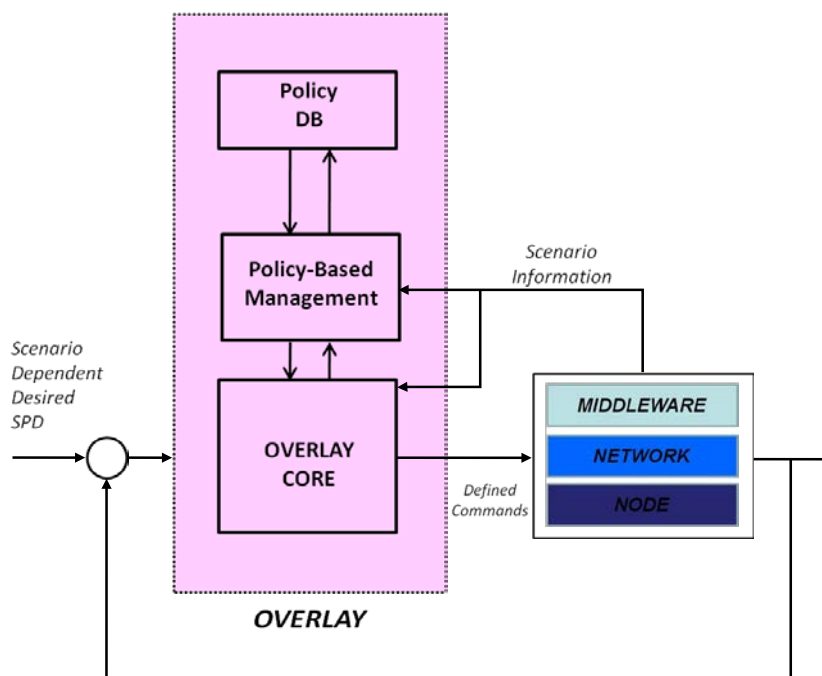 Policy
DB
Policy-Based
Management
Scenario
Information
Scenario
Dependent
Desired
SPD
OVERLAY
CORE
Defined
Commands
MIDDLEWARE
NETWORK
NODE
OVERLAY